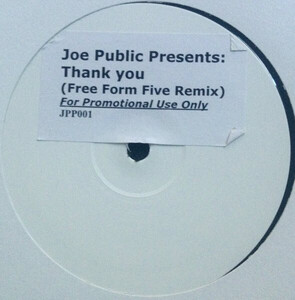 Joe Public Presents:
Thank you
(Free Form Five Remix)
For Promotional Use Only
JPP001